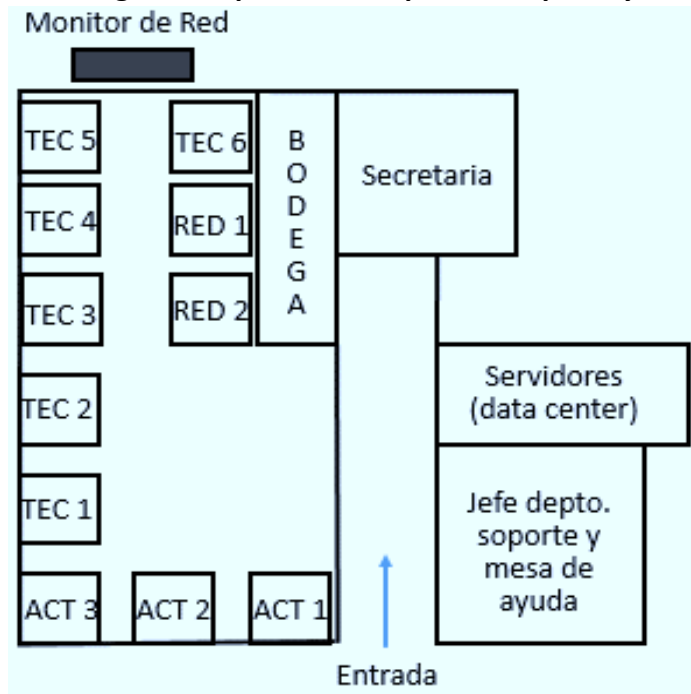 Monitor de Red
TEC 5
TEC 6
TEC 4
RED 1
TEC 3
RED 2
BODEGA
Secretaria
TEC 2
TEC 1
Servidores
(data center)
Jefe depto.
soporte y
mesa de
ayuda
ACT 3
ACT 2
ACT 1
Entrada